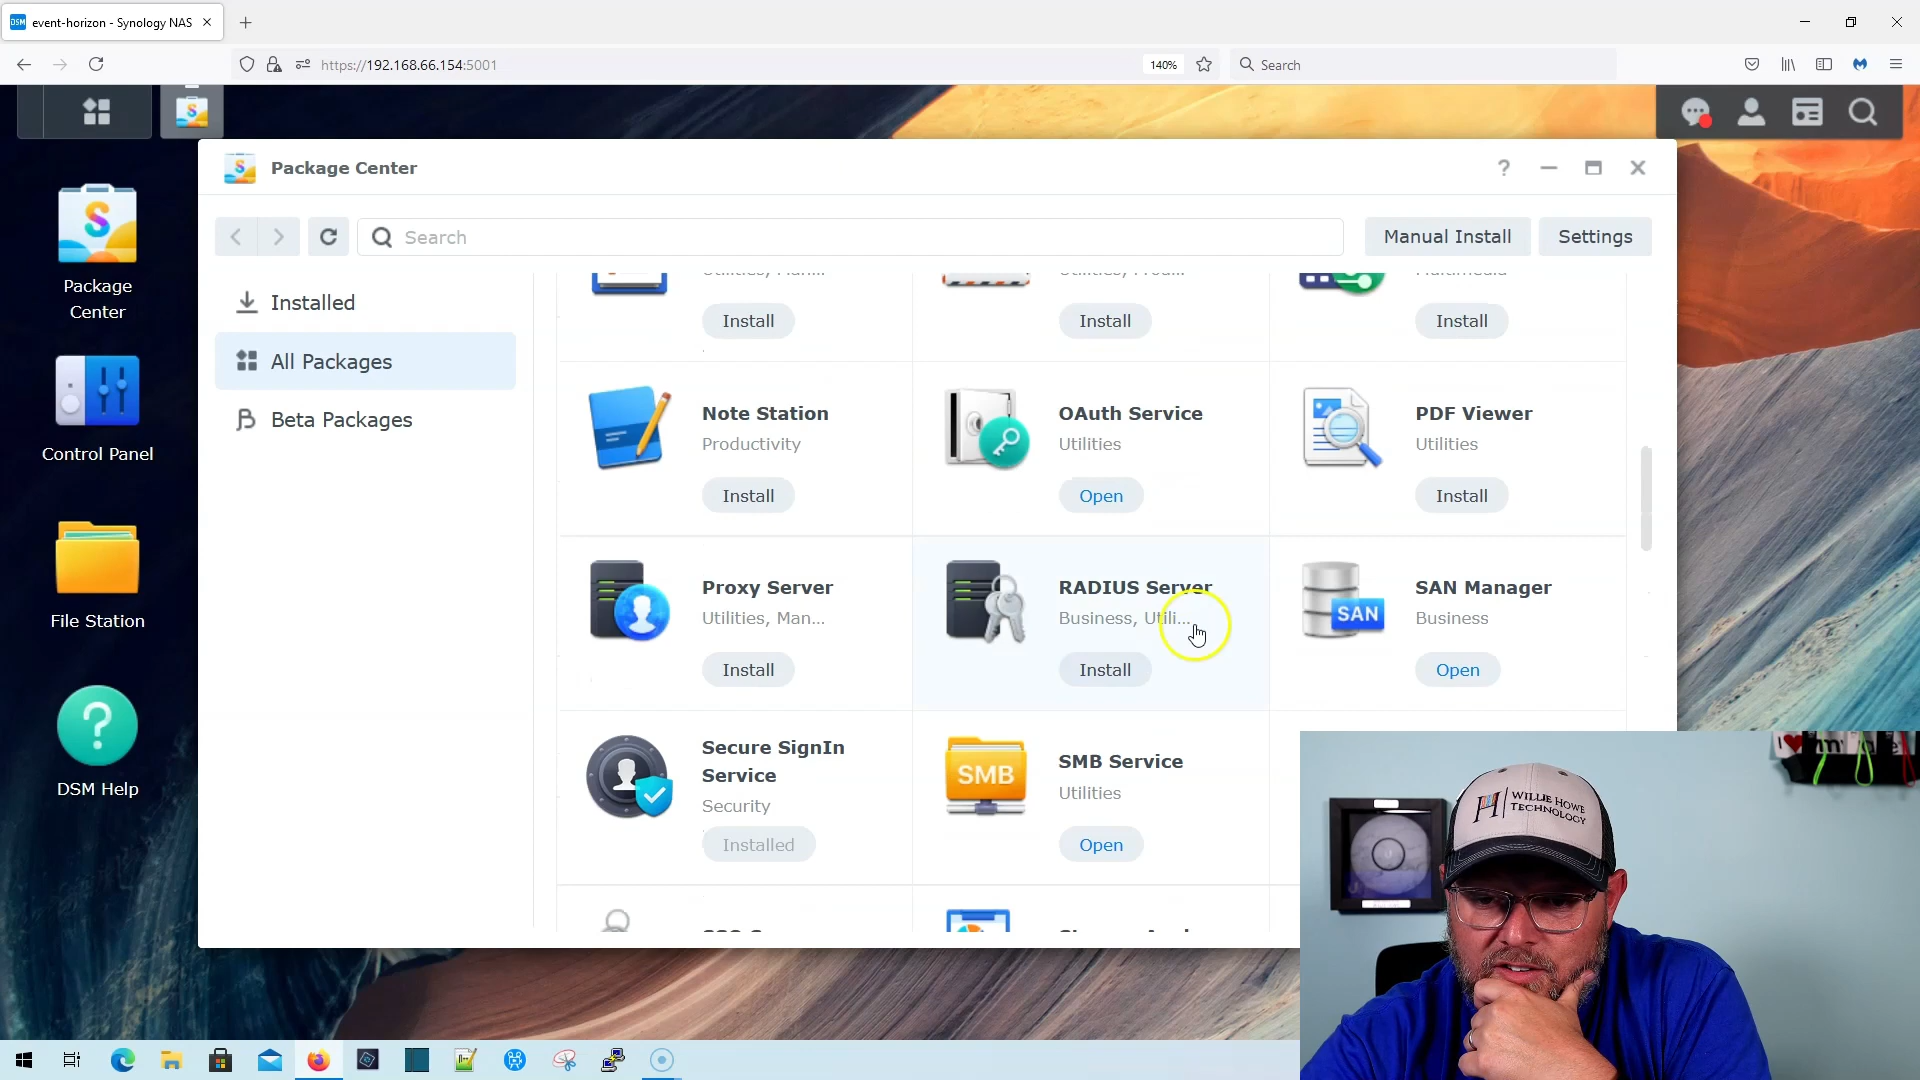 DSM event-horizon - Synology NAS
https://192.168.66.154:5001
140%
Search
Package Center
Search
Manual Install
Settings
Package
Center
Control Panel
File Station
DSM Help
Installed
All Packages
Beta Packages
Install
Install
Install
Note Station
Productivity
Install
OAuth Service
Utilities
Open
PDF Viewer
Utilities
Install
Proxy Server
Utilities, Man...
Install
RADIUS Server
Business, Utili...
Install
SAN
SAN Manager
Business
Open
Secure SignIn
Service
Security
Installed
SMB
SMB Service
Utilities
Open
WILLIE HOWE
TECHNOLOGY